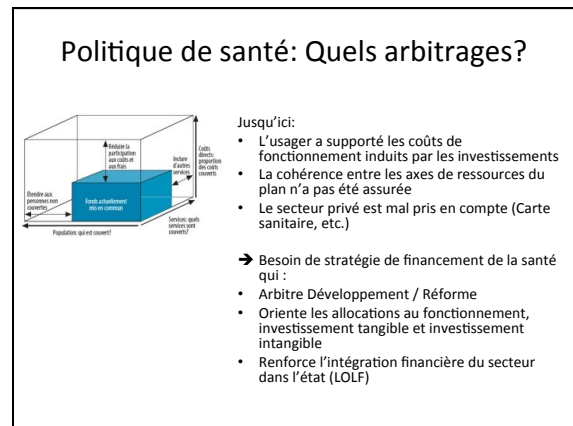 Politique de santé: Quels arbitrages?
Réduire la
participation
aux coûts et
aux frais
Inclure
d'autres
services
Coûts
directs:
proportion
des coûts
couverts
Étendre aux
personnes non
couvertes
Fonds actuellement
mis en commun
Services: quels
services sont
couverts?
Population: qui est couvert?
Jusqu'ici:
• L'usager a supporté les coûts de
fonctionnement induits par les investissements
• La cohérence entre les axes de ressources du
plan n'a pas été assurée
• Le secteur privé est mal pris en compte (Carte
sanitaire, etc.)
➔ Besoin de stratégie de financement de la santé
qui :
• Arbitre Développement / Réforme
• Oriente les allocations au fonctionnement,
investissement tangible et investissement
intangible
• Renforce l'intégration financière du secteur
dans l'état (LOLF)